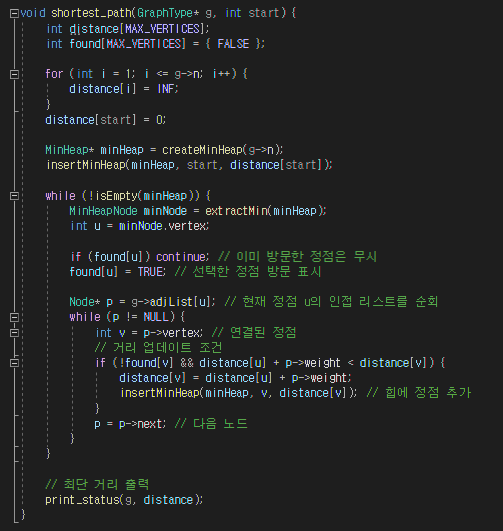 void shortest_path(GraphType* g, int start) {
    int distance[MAX_VERTICES];
    int found[MAX_VERTICES] = { FALSE };
    for (int i = 1; i <= g->n; i++) {
        distance[i] = INF;
    }
    distance[start] = 0;
    MinHeap* minHeap = createMinHeap(g->n);
    insertMinHeap(minHeap, start, distance[start]);
    while (!isEmpty(minHeap)) {
        MinHeapNode minNode = extractMin(minHeap);
        int u = minNode.vertex;
        if (found[u]) continue; // 이미 방문한 정점은 무시
        found[u] = TRUE; // 선택한 정점 방문 표시
        Node* p = g->adjList[u]; // 현재 정점 u의 인접 리스트를 순회
        while (p != NULL) {
            int v = p->vertex; // 연결된 정점
            // 거리 업데이트 조건
            if (!found[v] && distance[u] + p->weight < distance[v]) {
                distance[v] = distance[u] + p->weight;
                insertMinHeap(minHeap, v, distance[v]); // 힙에 정점 추가
            }
            p = p->next; // 다음 노드
        }
    }
    // 최단 거리 출력
    print_status(g, distance);
}